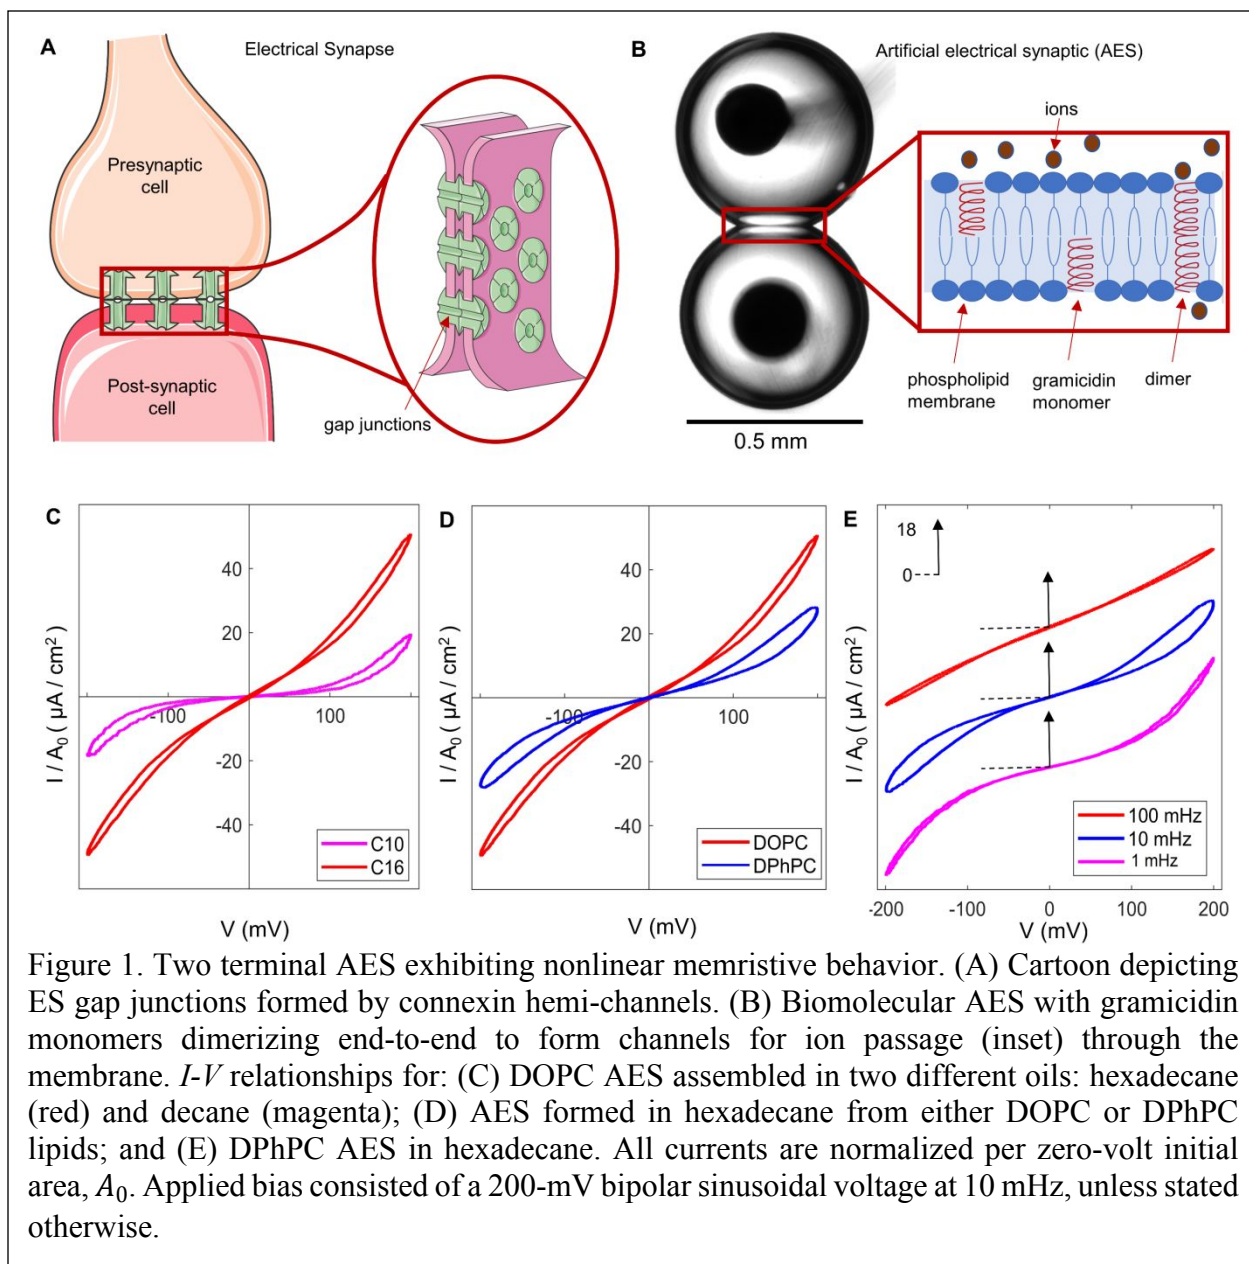 A
Electrical Synapse
Presynaptic
cell
Post-synaptic
cell
gap junctions
B
Artificial electrical synaptic (AES)
ions
phospholipid
membrane
gramicidin
monomer
dimer
0.5 mm
C
I / A0 ( µA / cm2 )
40
20
-100
100
-20
-40
C10
C16
V (mV)
D
I / A0 ( µA / cm2 )
40
20
-100
100
-20
-40
DOPC
DPhPC
V (mV)
E
18
0
I / A0 ( µA / cm2 )
100 mHz
10 mHz
1 mHz
-200
-100
0
100
200
V (mV)
Figure 1. Two terminal AES exhibiting nonlinear memristive behavior. (A) Cartoon depicting
ES gap junctions formed by connexin hemi-channels. (B) Biomolecular AES with gramicidin
monomers dimerizing end-to-end to form channels for ion passage (inset) through the
membrane. I-V relationships for: (C) DOPC AES assembled in two different oils: hexadecane
(red) and decane (magenta); (D) AES formed in hexadecane from either DOPC or DPhPC
lipids; and (E) DPhPC AES in hexadecane. All currents are normalized per zero-volt initial
area, A0. Applied bias consisted of a 200-mV bipolar sinusoidal voltage at 10 mHz, unless stated
otherwise.